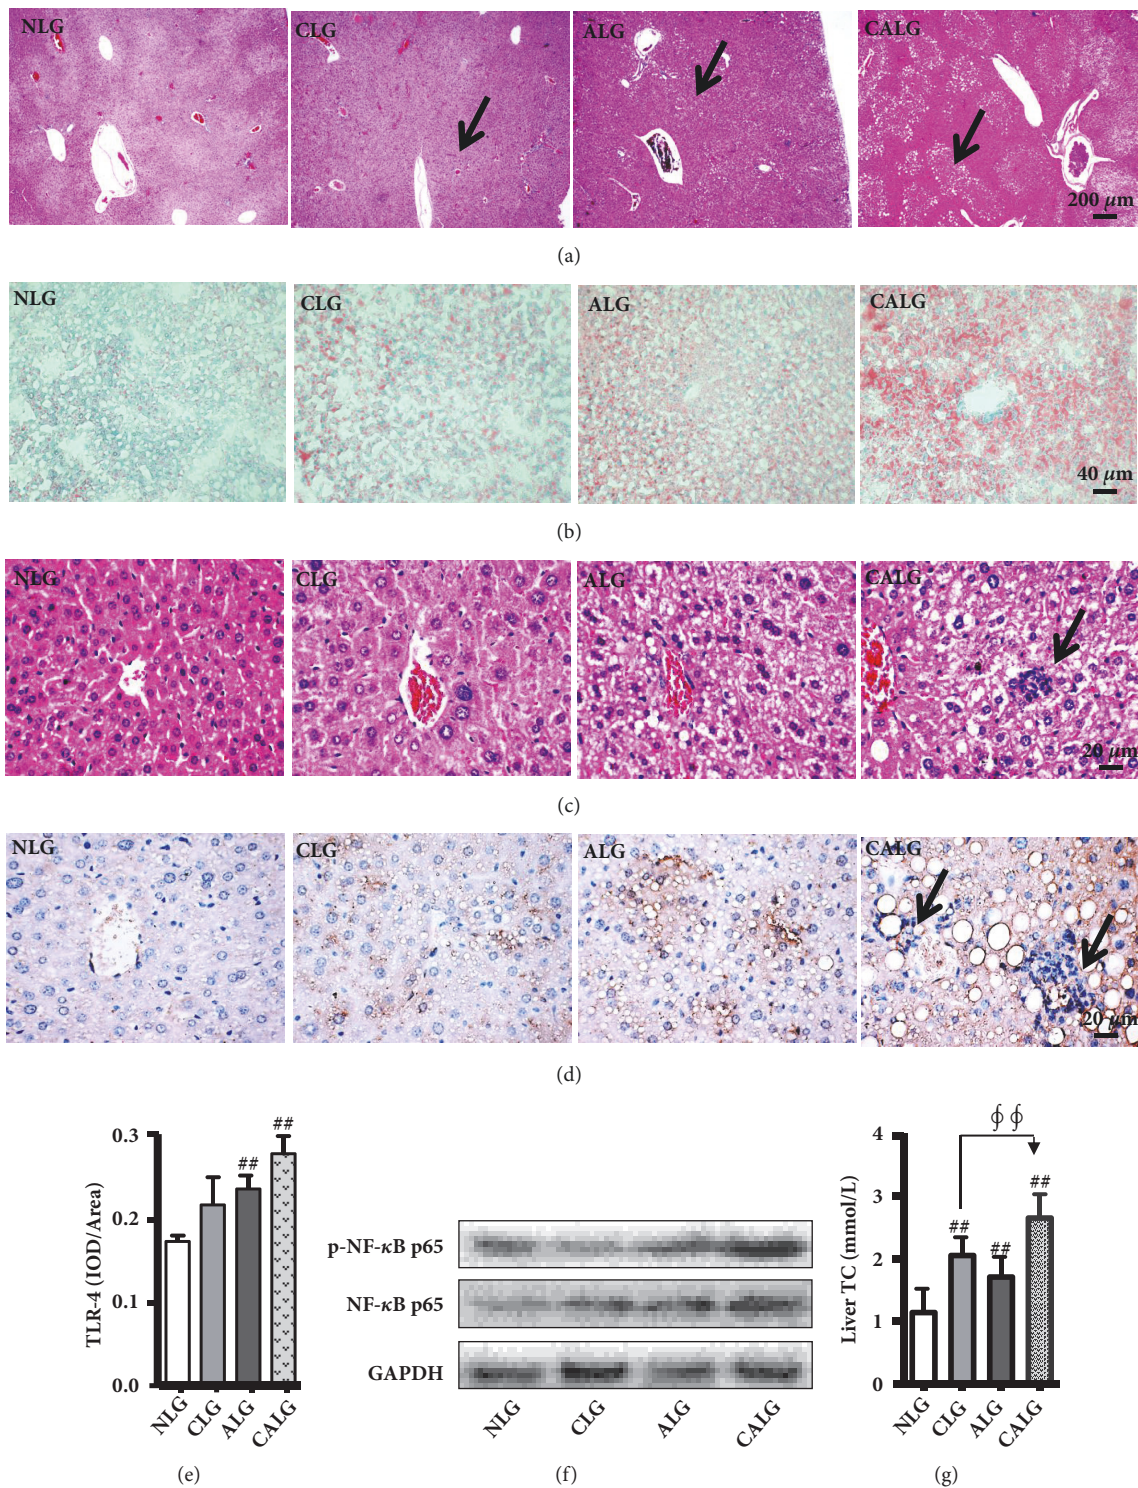 NLG
CLG
ALG
CALG
200 μm
(a)
NLG
CLG
ALG
CALG
40 μm
(b)
NLG
CLG
ALG
CALG
20 μm
(c)
NLG
CLG
ALG
CALG
20 μm
(d)
TLR-4 (IOD/Area)
0.3
0.2
0.1
0.0
##
##
NLG
CLG
ALG
CALG
(e)
p-NF-κB p65
NF-κB p65
GAPDH
NLG
CLG
ALG
CALG
(f)
Liver TC (mmol/L)
4
3
2
1
0
∮∮
##
##
##
NLG
CLG
ALG
CALG
(g)